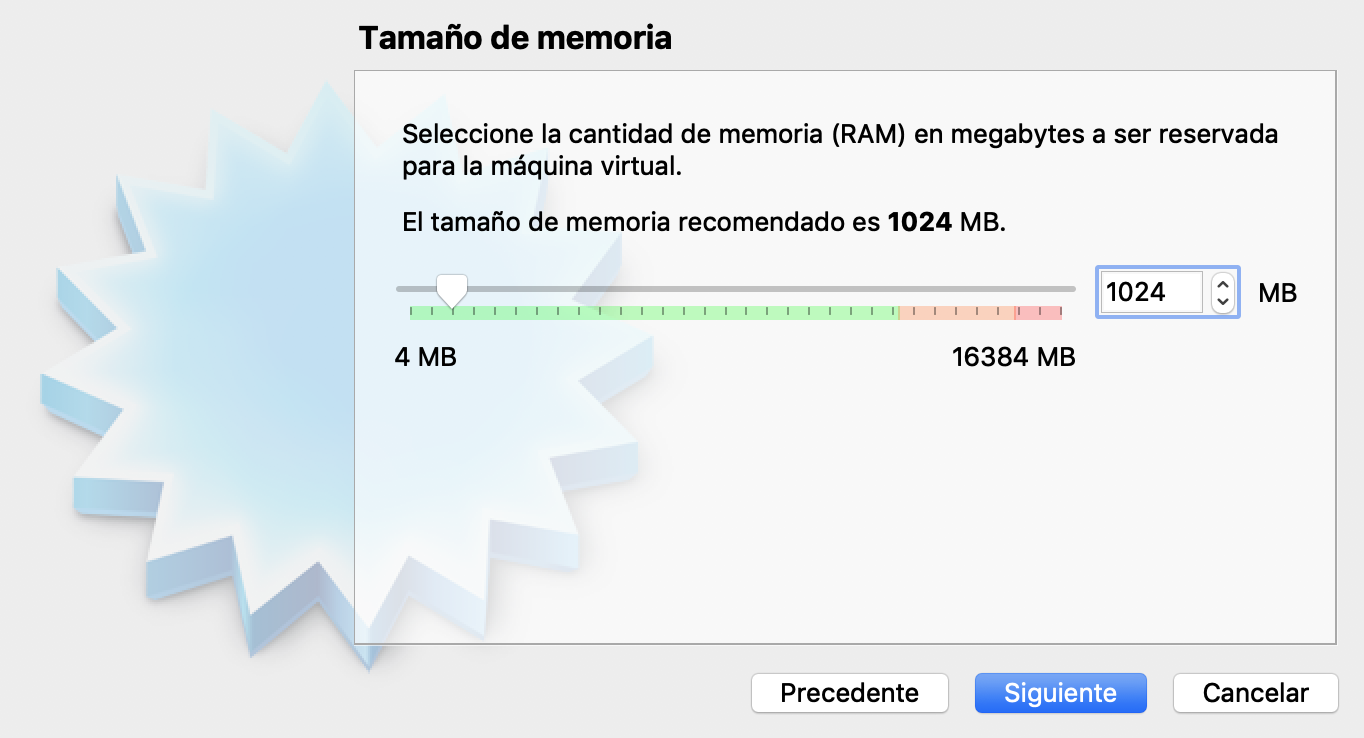 Tamaño de memoria
Seleccione la cantidad de memoria (RAM) en megabytes a ser reservada
para la máquina virtual.
El tamaño de memoria recomendado es 1024 MB.
1024 MB
4 MB 16384 MB
Precedente Siguiente Cancelar